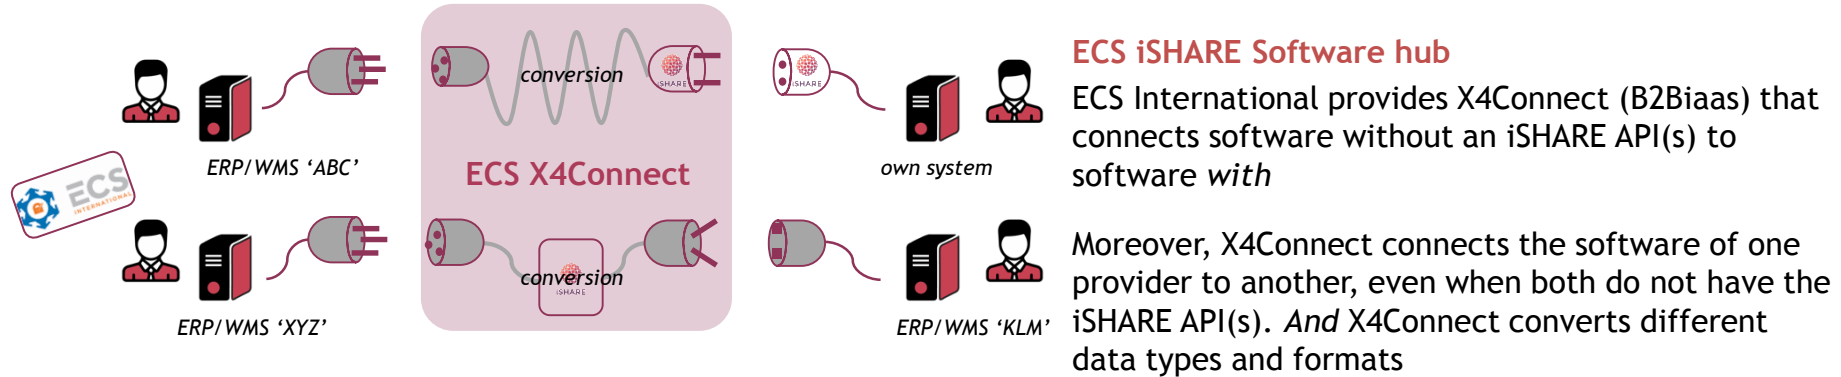 conversion
iSHARE
iSHARE
ERP/WMS ‘ABC’
ECS X4Connect
own system
ECS
INTERNATIONAL
conversion
iSHARE
ERP/WMS ‘XYZ’
ERP/WMS ‘KLM’
ECS iSHARE Software hub
ECS International provides X4Connect (B2Biaas) that
connects software without an iSHARE API(s) to
software with
Moreover, X4Connect connects the software of one
provider to another, even when both do not have the
iSHARE API(s). And X4Connect converts different
data types and formats